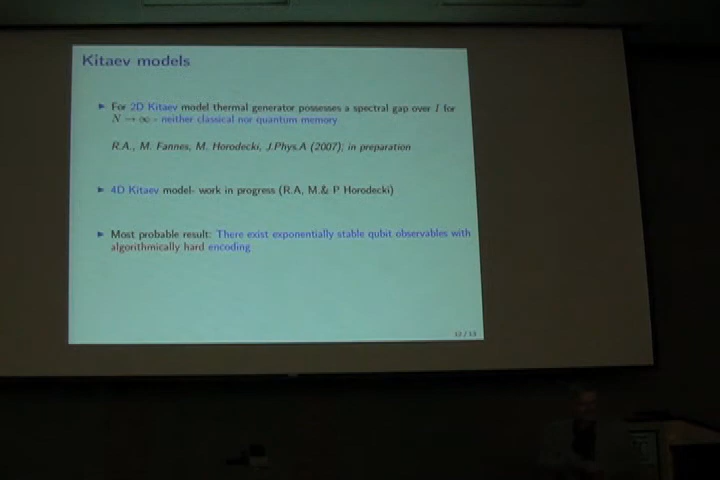 Kitaev models
For 2D Kitaev model thermal generator possesses a spectral gap over I for
N → ∞ - neither classical nor quantum memory
R.A., M. Fannes, M. Horodecki, J.Phys.A (2007); in preparation
4D Kitaev model- work in progress (R.A, M.& P Horodecki)
Most probable result: There exist exponentially stable qubit observables with
algorithmically hard encoding
12 / 13